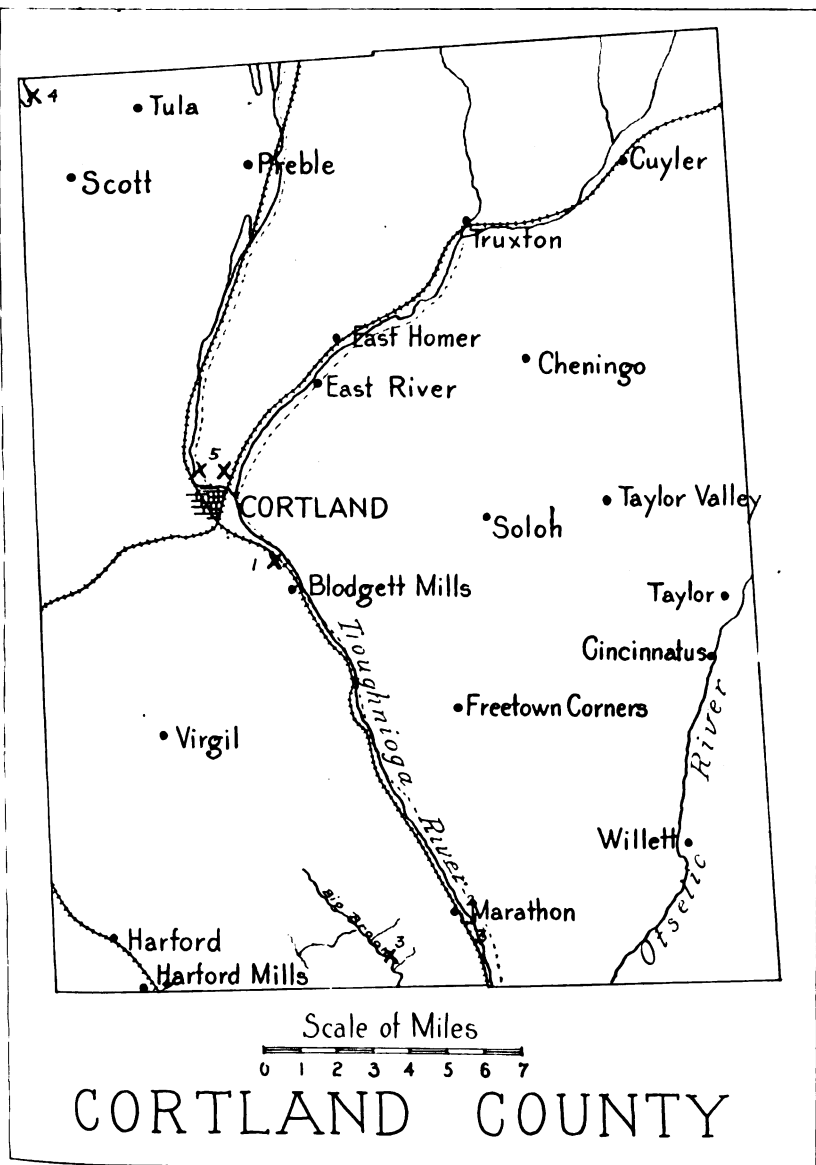 4
Tula
Scott
Preble
Cuyler
Truxton
East Homer
Cheningo
East River
5
CORTLAND
Taylor Valley
Soloh
1
Blodgett Mills
Taylor
Cincinnatus
Tioughnioga River
Freetown Corners
Virgil
Otselic River
Willett
Marathon
Big Brook
3
Harford
Harford Mills
Scale of Miles
0 1 2 3 4 5 6 7
CORTLAND COUNTY